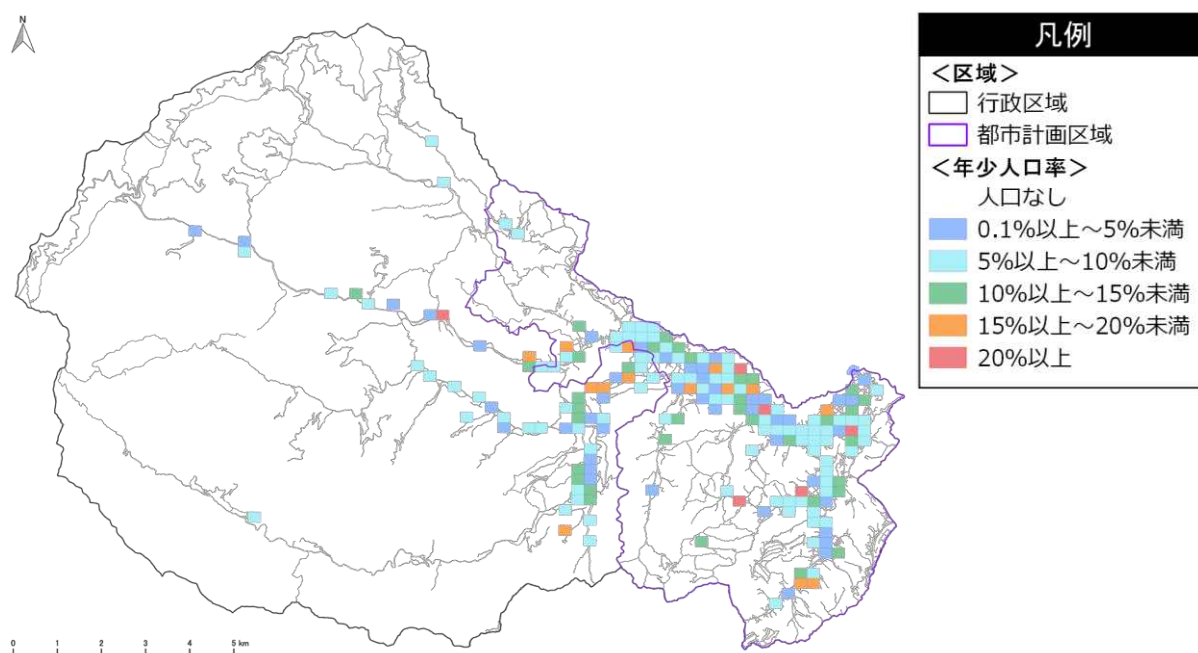 N
凡例
＜区域＞
行政区域
都市計画区域
＜年少人口率＞
人口なし
0.1%以上～5%未満
5%以上～10%未満
10%以上～15%未満
15%以上～20%未満
20%以上
0 1 2 3 4 5 km